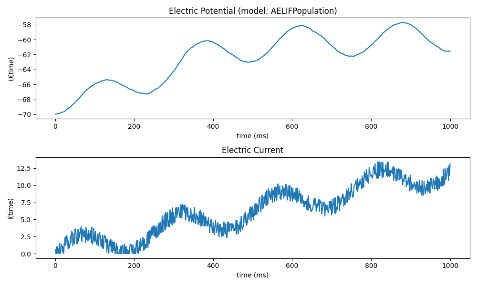 Electric Potential (model: AELIFPopulation)
−58
−60
−62
−64
−66
−68
−70
U(time)
0 200 400 600 800 1000
time (ms)
Electric Current
12.5
10.0
7.5
5.0
2.5
0.0
I(time)
0 200 400 600 800 1000
time (ms)